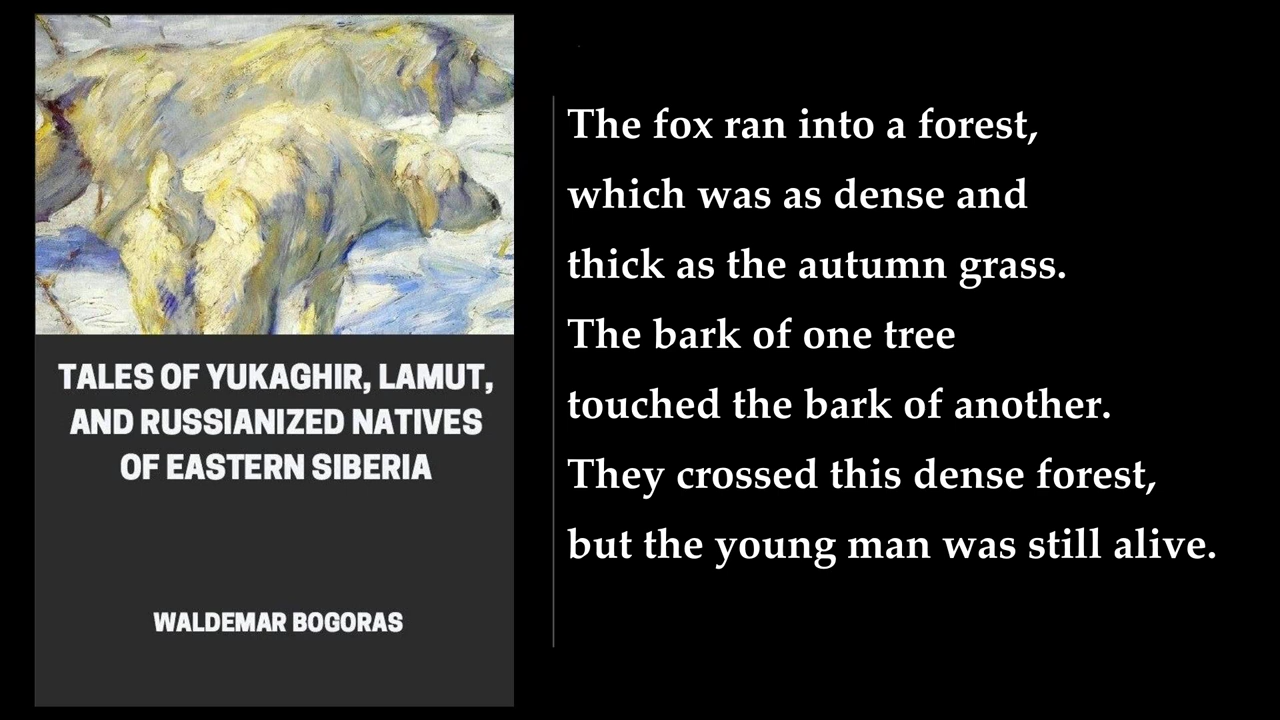 TALES OF YUKAGHIR, LAMUT,
AND RUSSIANIZED NATIVES
OF EASTERN SIBERIA
WALDEMAR BOGORAS
The fox ran into a forest,
which was as dense and
thick as the autumn grass.
The bark of one tree
touched the bark of another.
They crossed this dense forest,
but the young man was still alive.